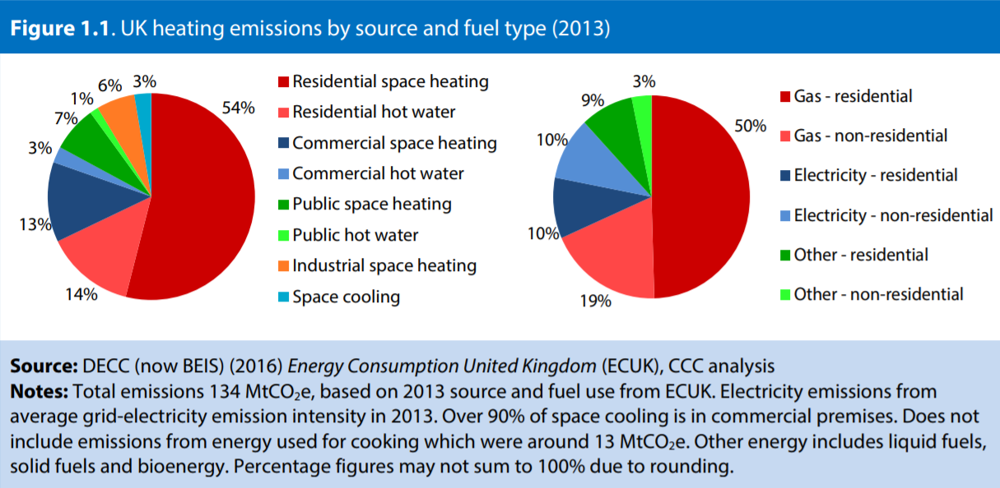 Figure 1.1. UK heating emissions by source and fuel type (2013)
54%
14%
13%
3%
7%
1%
6%
3%
Residential space heating
Residential hot water
Commercial space heating
Commercial hot water
Public space heating
Public hot water
Industrial space heating
Space cooling
50%
19%
10%
10%
9%
3%
Gas - residential
Gas - non-residential
Electricity - residential
Electricity - non-residential
Other - residential
Other - non-residential
Source: DECC (now BEIS) (2016) Energy Consumption United Kingdom (ECUK), CCC analysis
Notes: Total emissions 134 MtCO₂e, based on 2013 source and fuel use from ECUK. Electricity emissions from
average grid-electricity emission intensity in 2013. Over 90% of space cooling is in commercial premises. Does not
include emissions from energy used for cooking which were around 13 MtCO₂e. Other energy includes liquid fuels,
solid fuels and bioenergy. Percentage figures may not sum to 100% due to rounding.